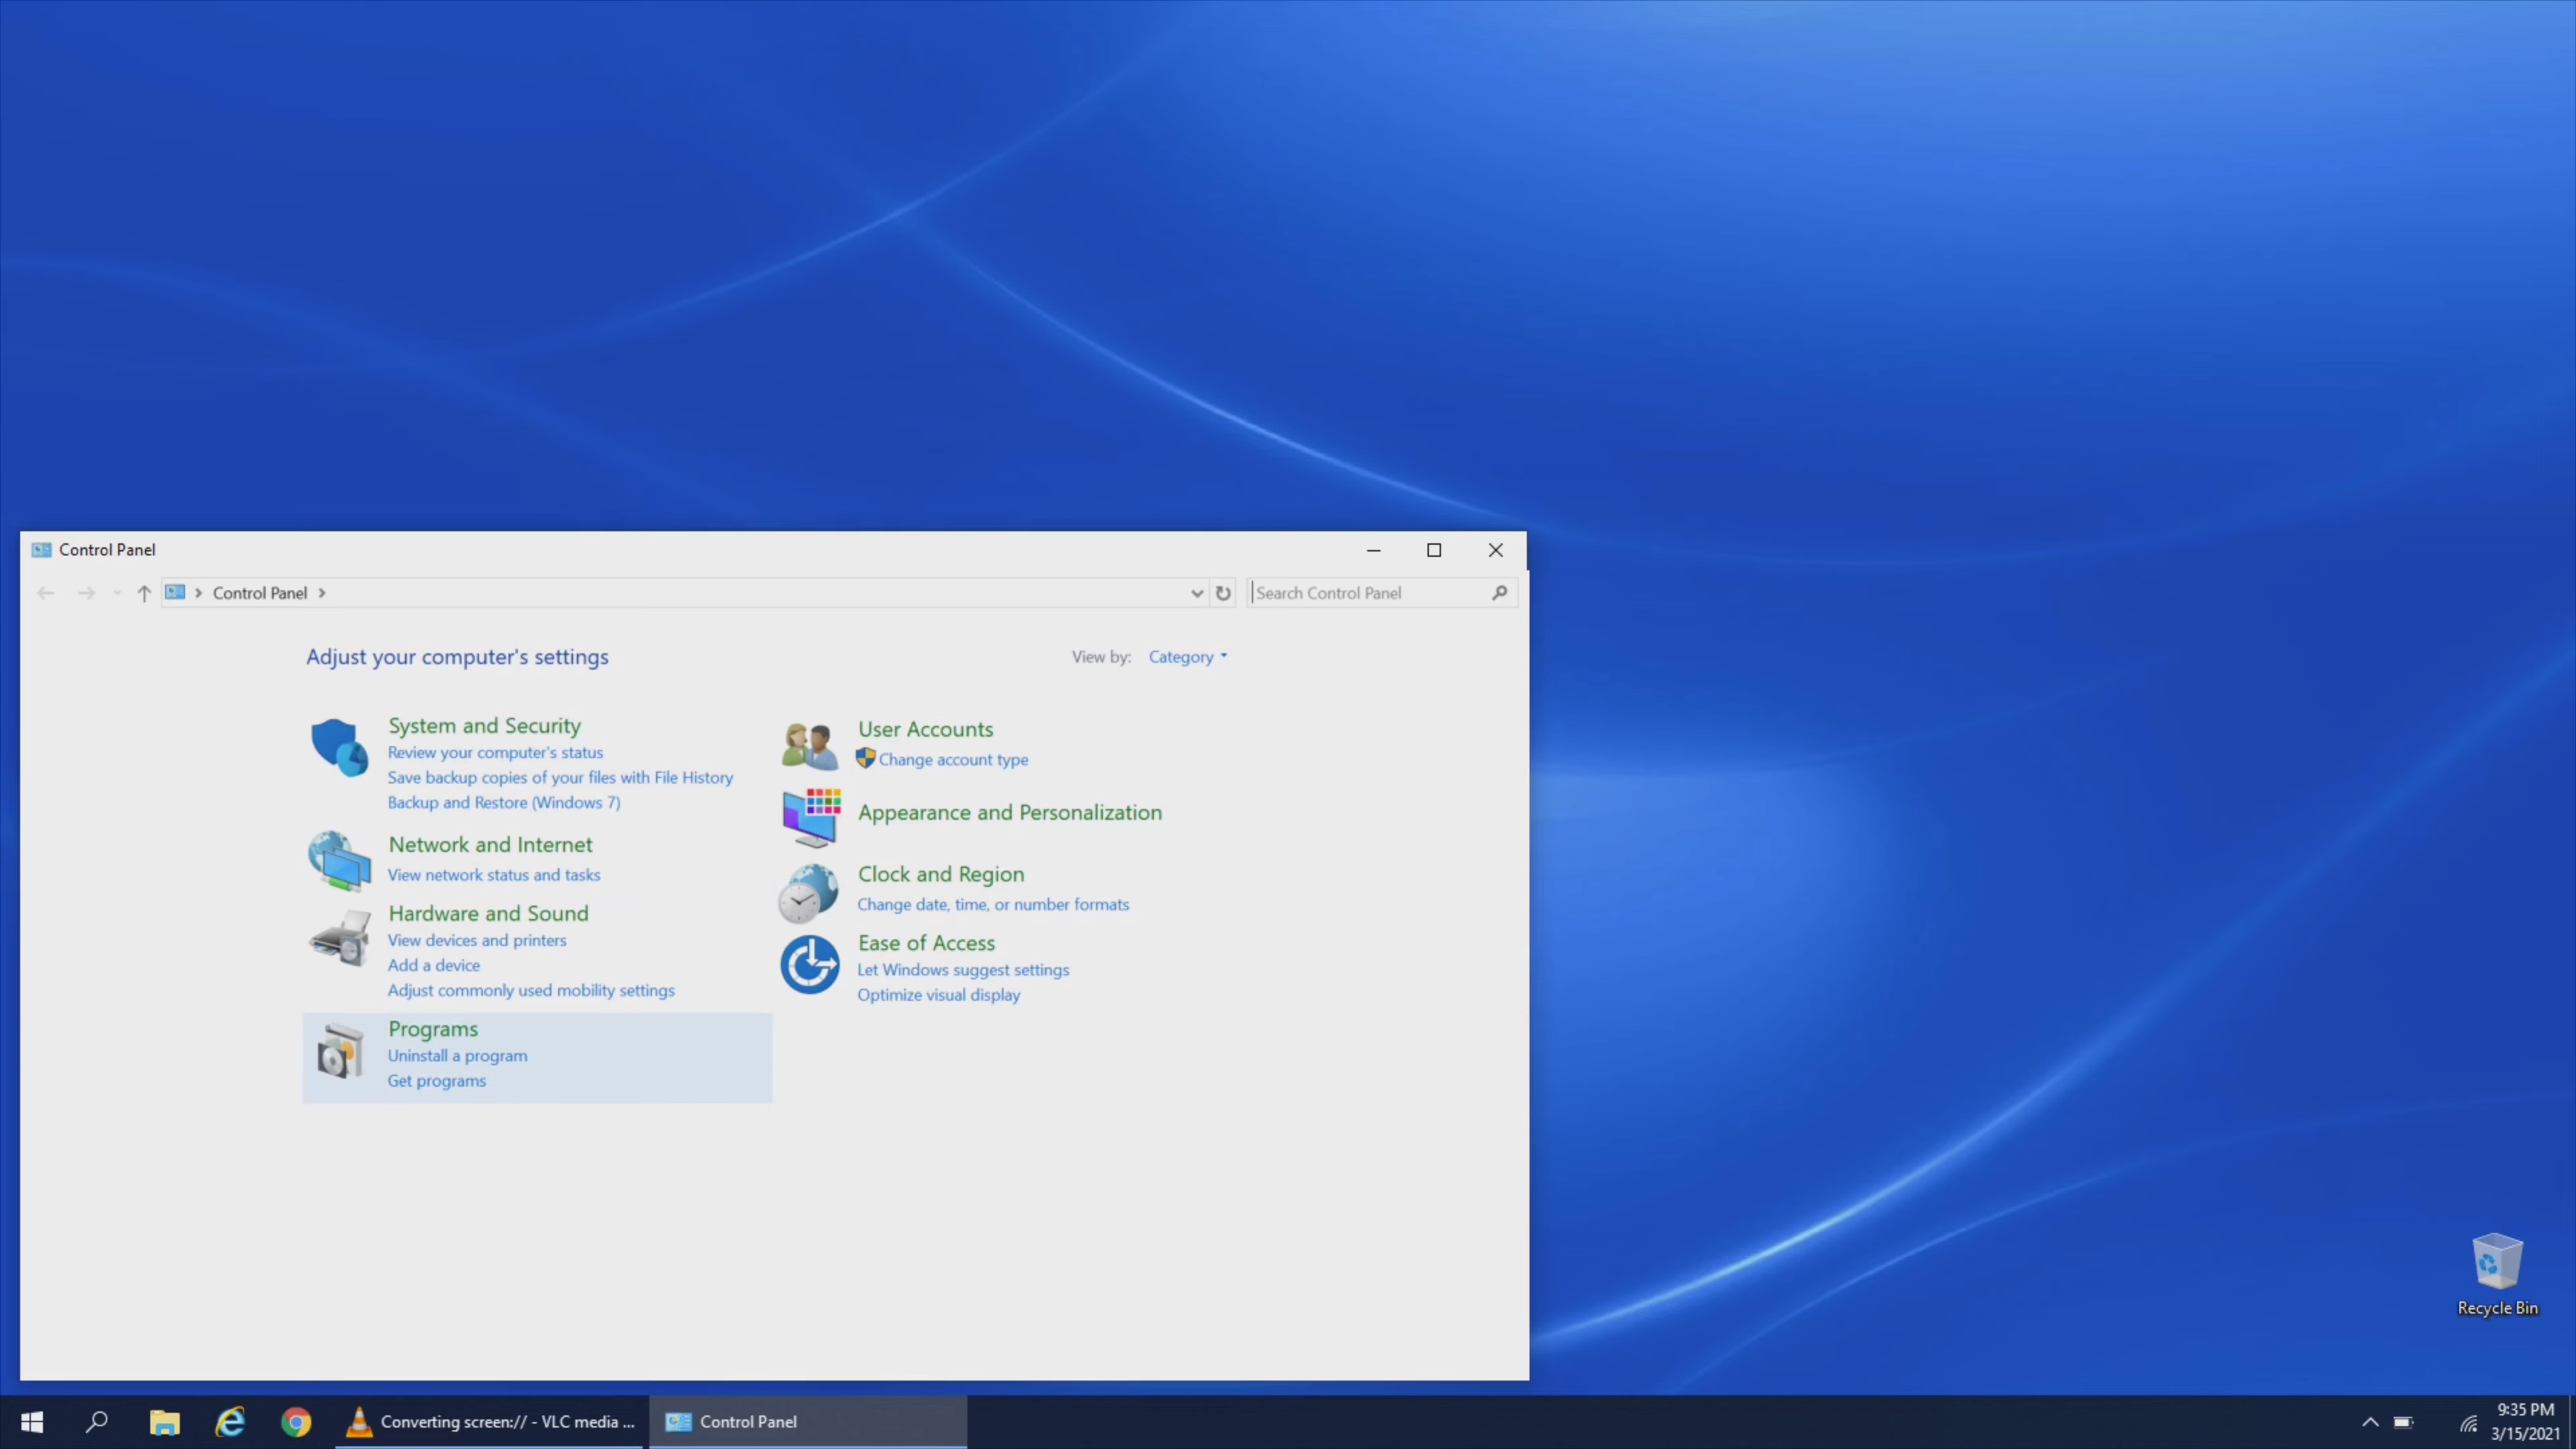 Control Panel
Control Panel
Search Control Panel
Adjust your computer's settings
View by: Category
System and Security
Review your computer's status
Save backup copies of your files with File History
Backup and Restore (Windows 7)
Network and Internet
View network status and tasks
Hardware and Sound
View devices and printers
Add a device
Adjust commonly used mobility settings
Programs
Uninstall a program
Get programs
User Accounts
Change account type
Appearance and Personalization
Clock and Region
Change date, time, or number formats
Ease of Access
Let Windows suggest settings
Optimize visual display
Recycle Bin
Converting screen:// - VLC media ...
Control Panel
9:35 PM
3/15/2021